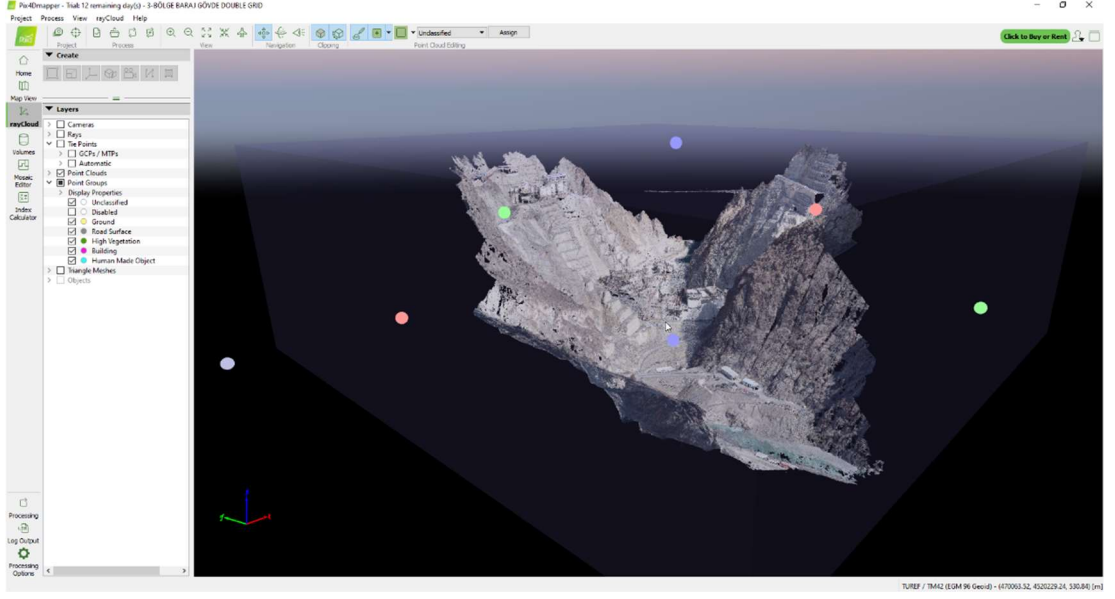 Pix4Dmapper - Trial: 12 remaining day(s) - 3-BÖLGE BARAJ GÖVDE DOUBLE GRID
Project Process View rayCloud Help
Project Process View Navigation Clipping Point Cloud Editing
Unclassified Assign
Click to Buy or Rent
Home
Map View
rayCloud
Volumes
Mosaic
Editor
Index
Calculator
Processing
Log Output
Processing
Options
Create
Layers
Cameras
Rays
Tie Points
GCPs / MTPs
Automatic
Point Clouds
Point Groups
Display Properties
Unclassified
Disabled
Ground
Road Surface
High Vegetation
Building
Human Made Object
Triangle Meshes
Objects
TUREF / TM42 (EGM 96 Geoid) - (470063.52, 4520229.24, 530.84) [m]